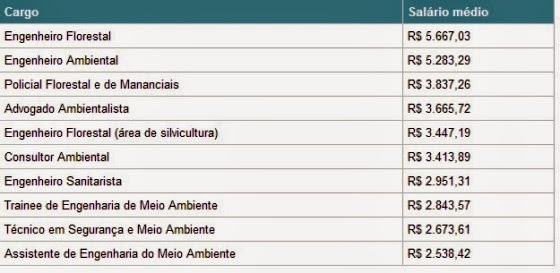 Cargo Salário médio
Engenheiro Florestal R$ 5.667,03
Engenheiro Ambiental R$ 5.283,29
Policial Florestal e de Mananciais R$ 3.837,26
Advogado Ambientalista R$ 3.665,72
Engenheiro Florestal (área de silvicultura) R$ 3.447,19
Consultor Ambiental R$ 3.413,89
Engenheiro Sanitarista R$ 2.951,31
Trainee de Engenharia de Meio Ambiente R$ 2.843,57
Técnico em Segurança e Meio Ambiente R$ 2.673,61
Assistente de Engenharia do Meio Ambiente R$ 2.538,42